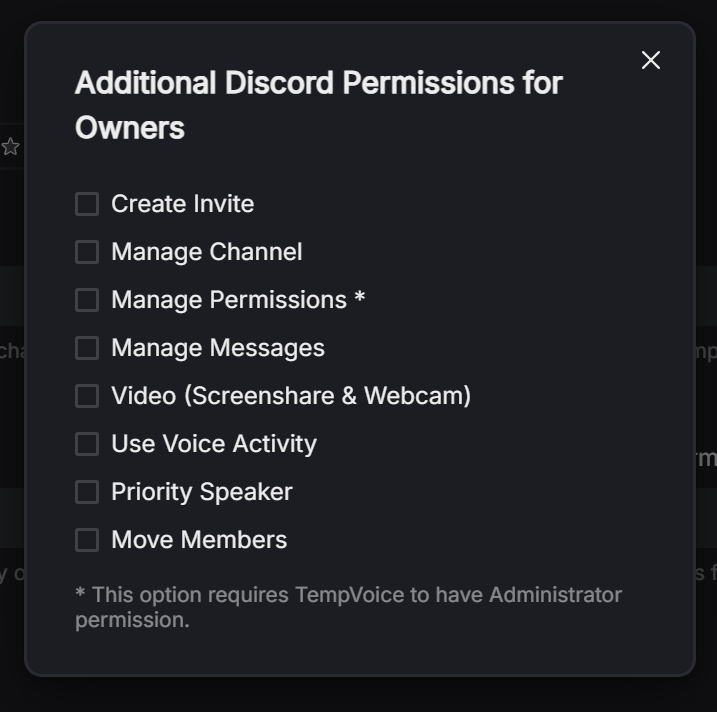 Additional Discord Permissions for
Owners
Create Invite
Manage Channel
Manage Permissions *
Manage Messages
Video (Screenshare & Webcam)
Use Voice Activity
Priority Speaker
Move Members
* This option requires TempVoice to have Administrator
permission.